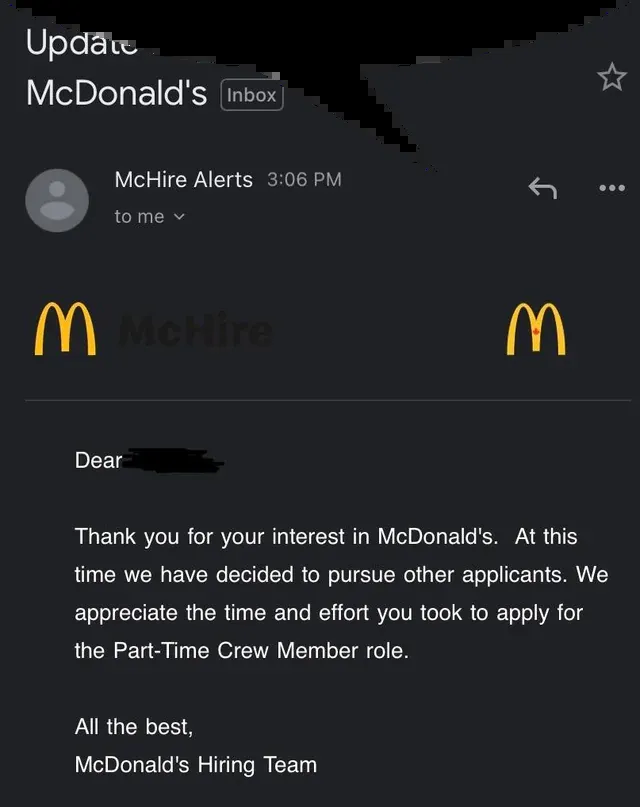 Update
McDonald's Inbox
McHire Alerts 3:06 PM
to me
McHire
Dear
Thank you for your interest in McDonald's. At this
time we have decided to pursue other applicants. We
appreciate the time and effort you took to apply for
the Part-Time Crew Member role.
All the best,
McDonald's Hiring Team